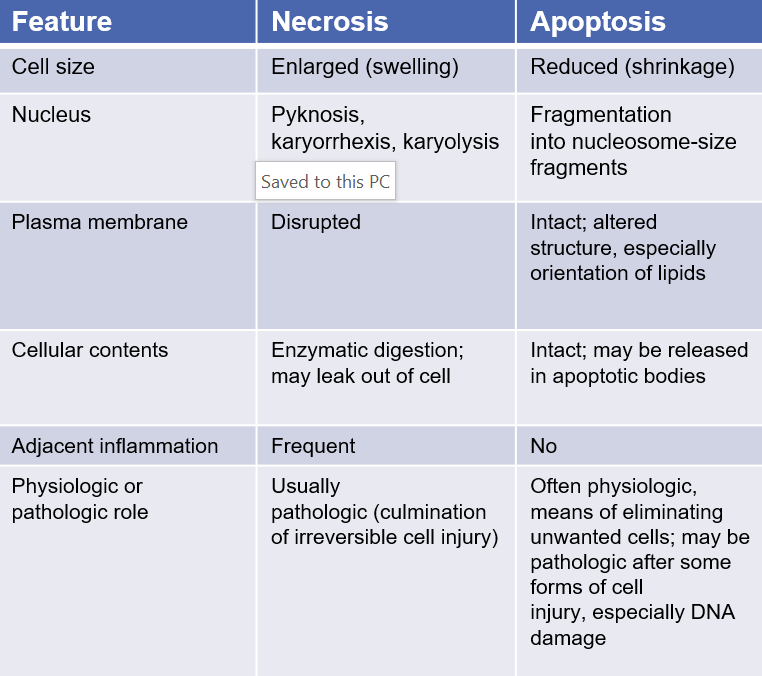 Feature Necrosis Apoptosis
Cell size Enlarged (swelling) Reduced (shrinkage)
Nucleus Pyknosis, Fragmentation
karyorrhexis, karyolysis into nucleosome-size
fragments
Saved to this PC
Plasma membrane Disrupted Intact; altered
structure, especially
orientation of lipids
Cellular contents Enzymatic digestion; Intact; may be released
may leak out of cell in apoptotic bodies
Adjacent inflammation Frequent No
Physiologic or Usually Often physologic,
pathologic role pathologic (culmination means of eliminating
of irreversible cell injury) unwanted cells; may be
pathologic after some
forms of cell
injury, especially DNA
damage